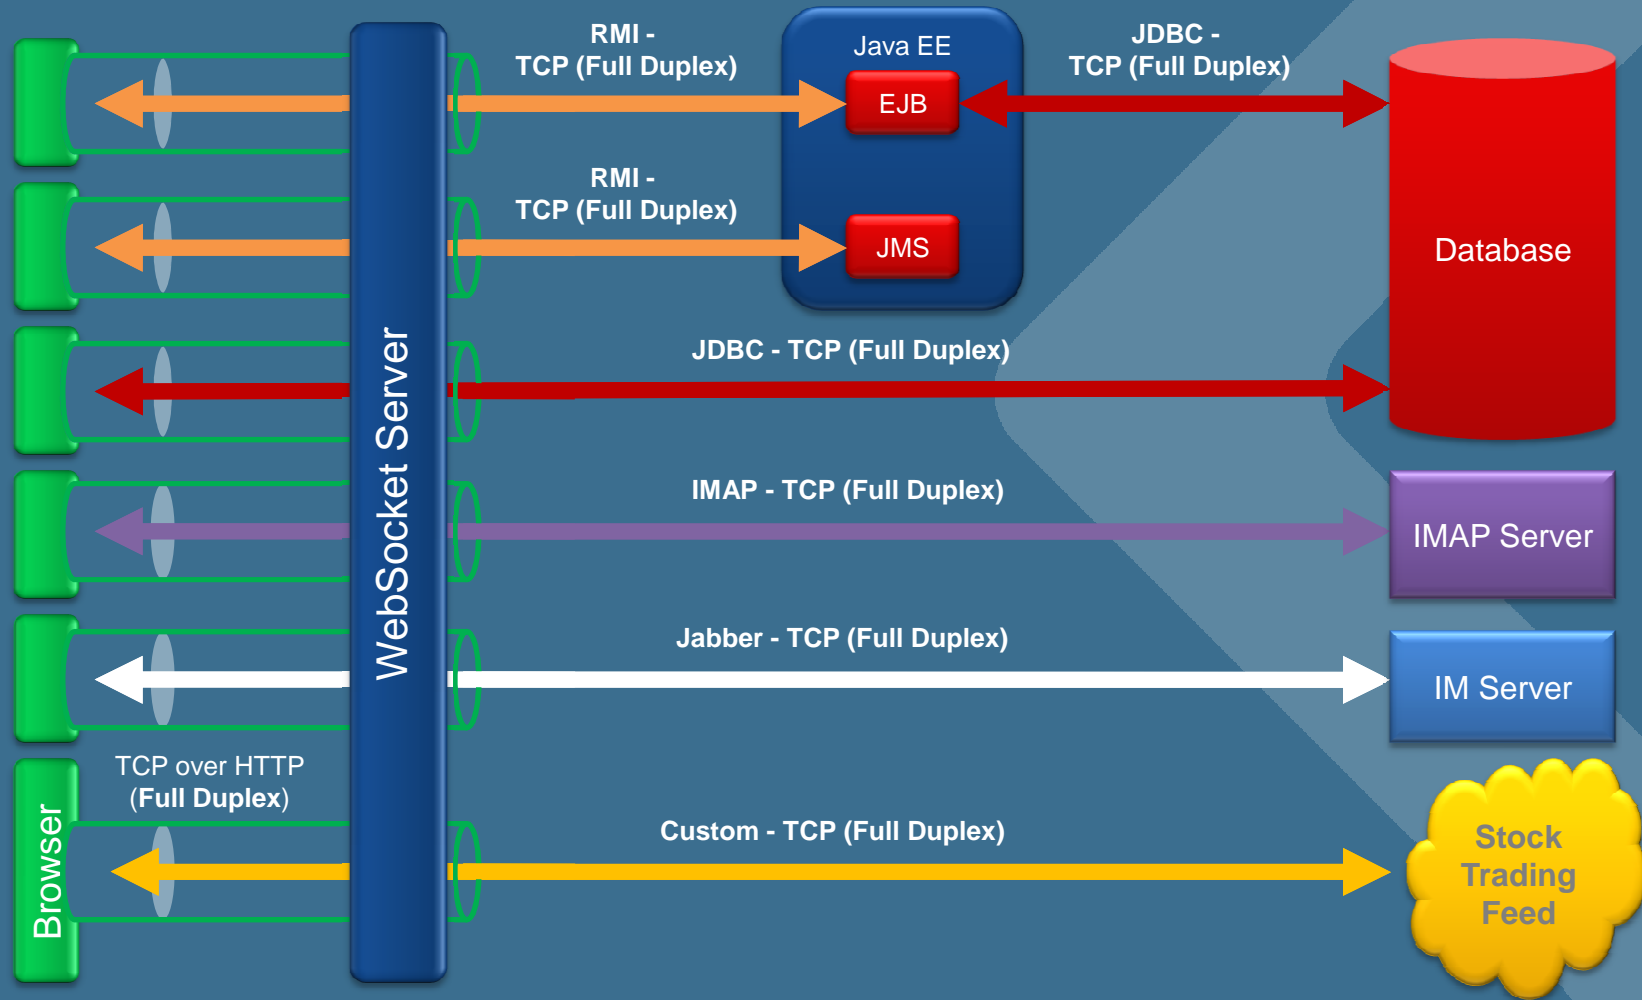 RMI -
TCP (Full Duplex)
Java EE
EJB
JDBC -
TCP (Full Duplex)
RMI -
TCP (Full Duplex)
JMS
Database
WebSocket Server
JDBC - TCP (Full Duplex)
IMAP - TCP (Full Duplex)
IMAP Server
Jabber - TCP (Full Duplex)
IM Server
TCP over HTTP
(Full Duplex)
Browser
Custom - TCP (Full Duplex)
Stock
Trading
Feed